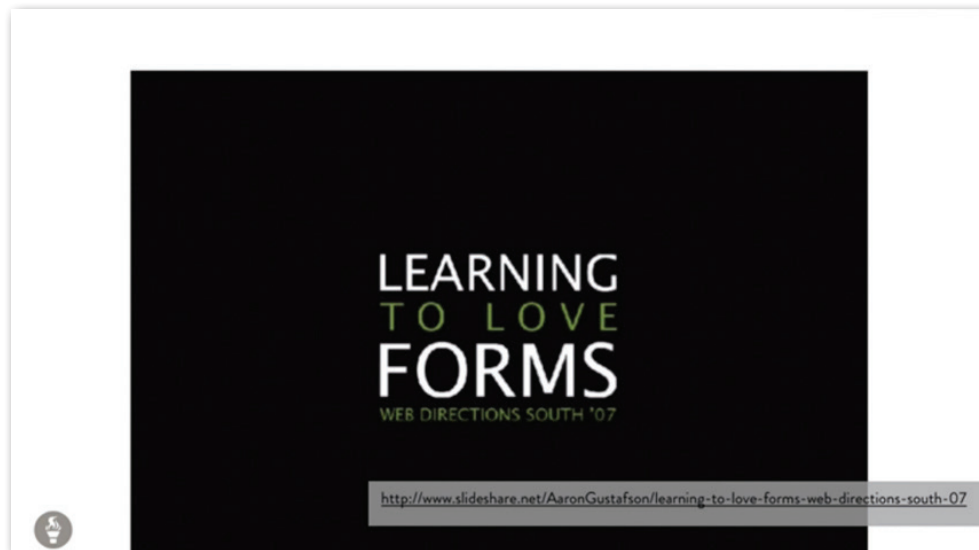 LEARNING
TO LOVE
FORMS
WEB DIRECTIONS SOUTH '07
http://www.slideshare.net/AaronGustafson/learning-to-love-forms-web-directions-south-07